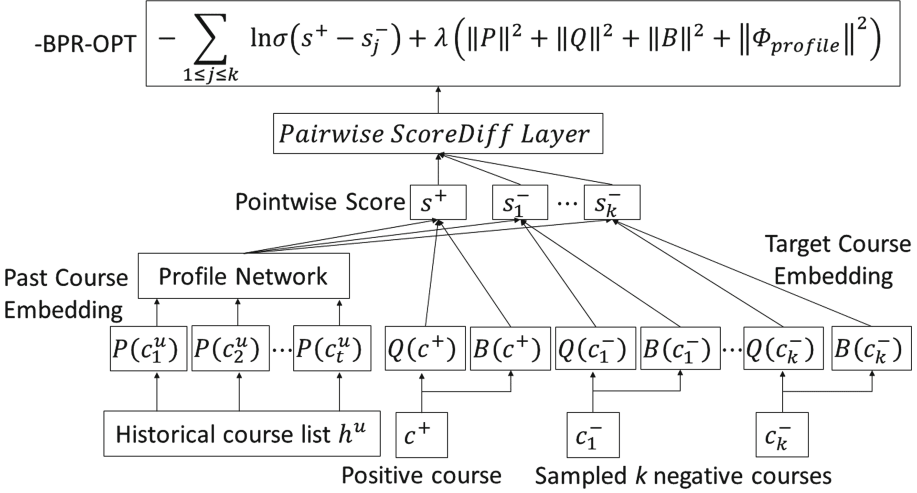 -BPR-OPT
− ∑ 1≤j≤k lnσ(s⁺ − s⁻ⱼ) + λ(‖P‖² + ‖Q‖² + ‖B‖² + ‖Φ_profile‖²)
Pairwise ScoreDiff Layer
Pointwise Score s⁺ s₁⁻ ⋯ sₖ⁻
Target Course
Embedding
Past Course
Embedding
Profile Network
P(c₁ᵘ) P(c₂ᵘ) ⋯ P(cₜᵘ) Q(c⁺) B(c⁺) Q(c₁⁻) B(c₁⁻) ⋯ Q(cₖ⁻) B(cₖ⁻)
Historical course list hᵘ c⁺ c₁⁻ cₖ⁻
Positive course Sampled k negative courses